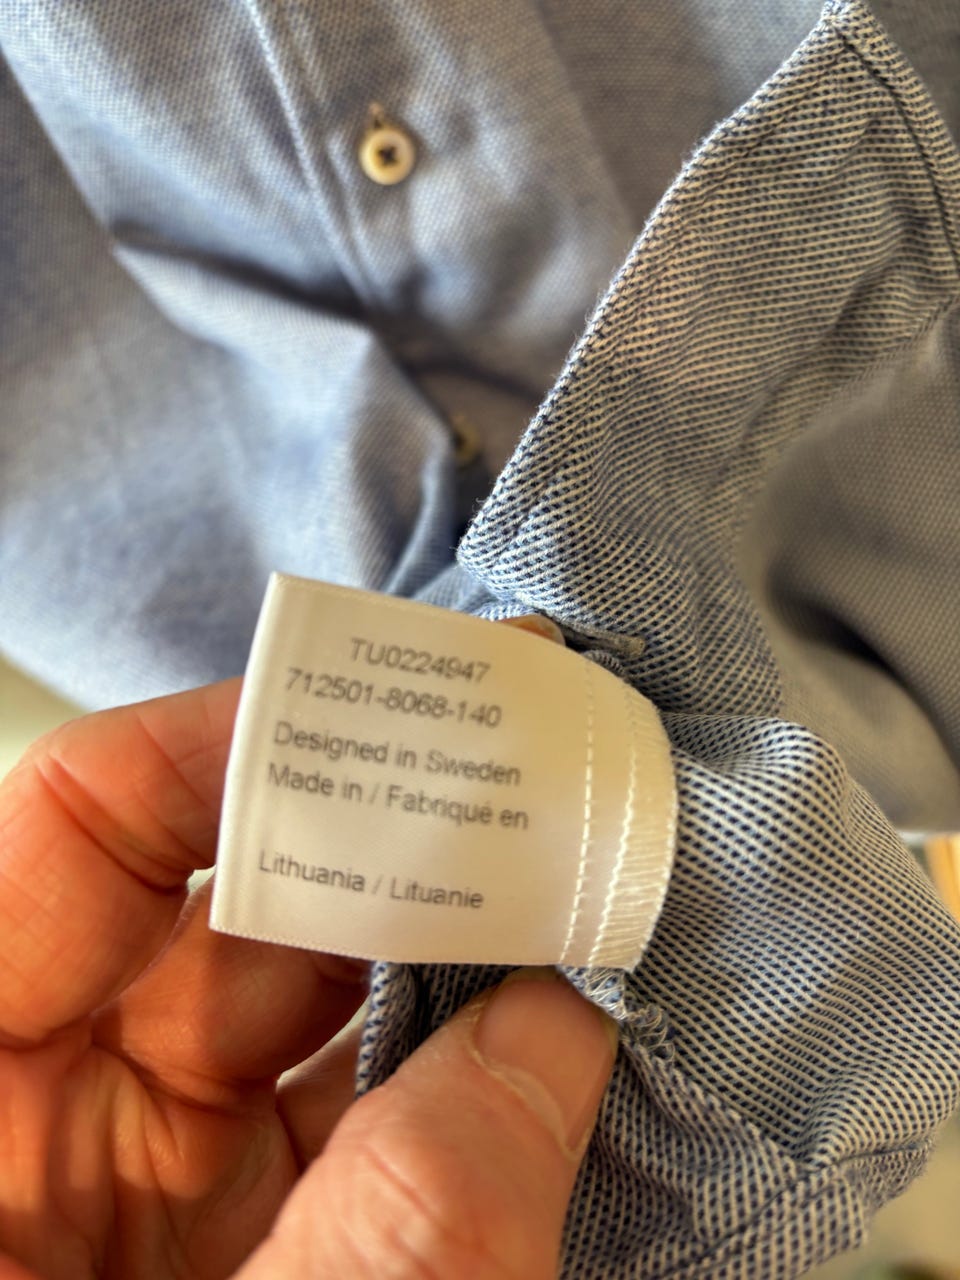 TU0224947
712501-8068-140
Designed in Sweden
Made in / Fabriqué en
Lithuania / Lituanie